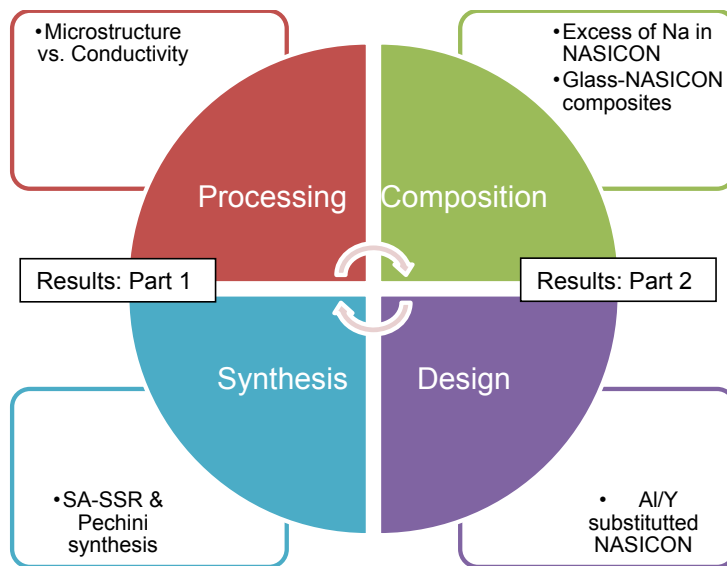 •Microstructure
vs. Conductivity
•Excess of Na in
NASICON
•Glass-NASICON
composites
Processing
Composition
Results: Part 1
Results: Part 2
Synthesis
Design
•SA-SSR &
Pechini
synthesis
• Al/Y
substitutted
NASICON